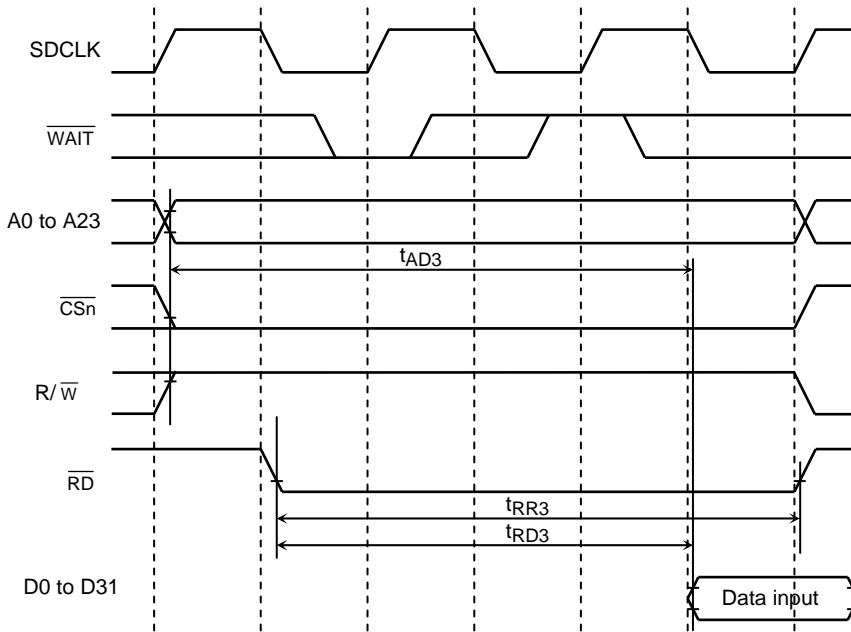 SDCLK
WAIT
A0 to A23
tAD3
CSn
R/ W
RD
tRR3
tRD3
D0 to D31
Data input